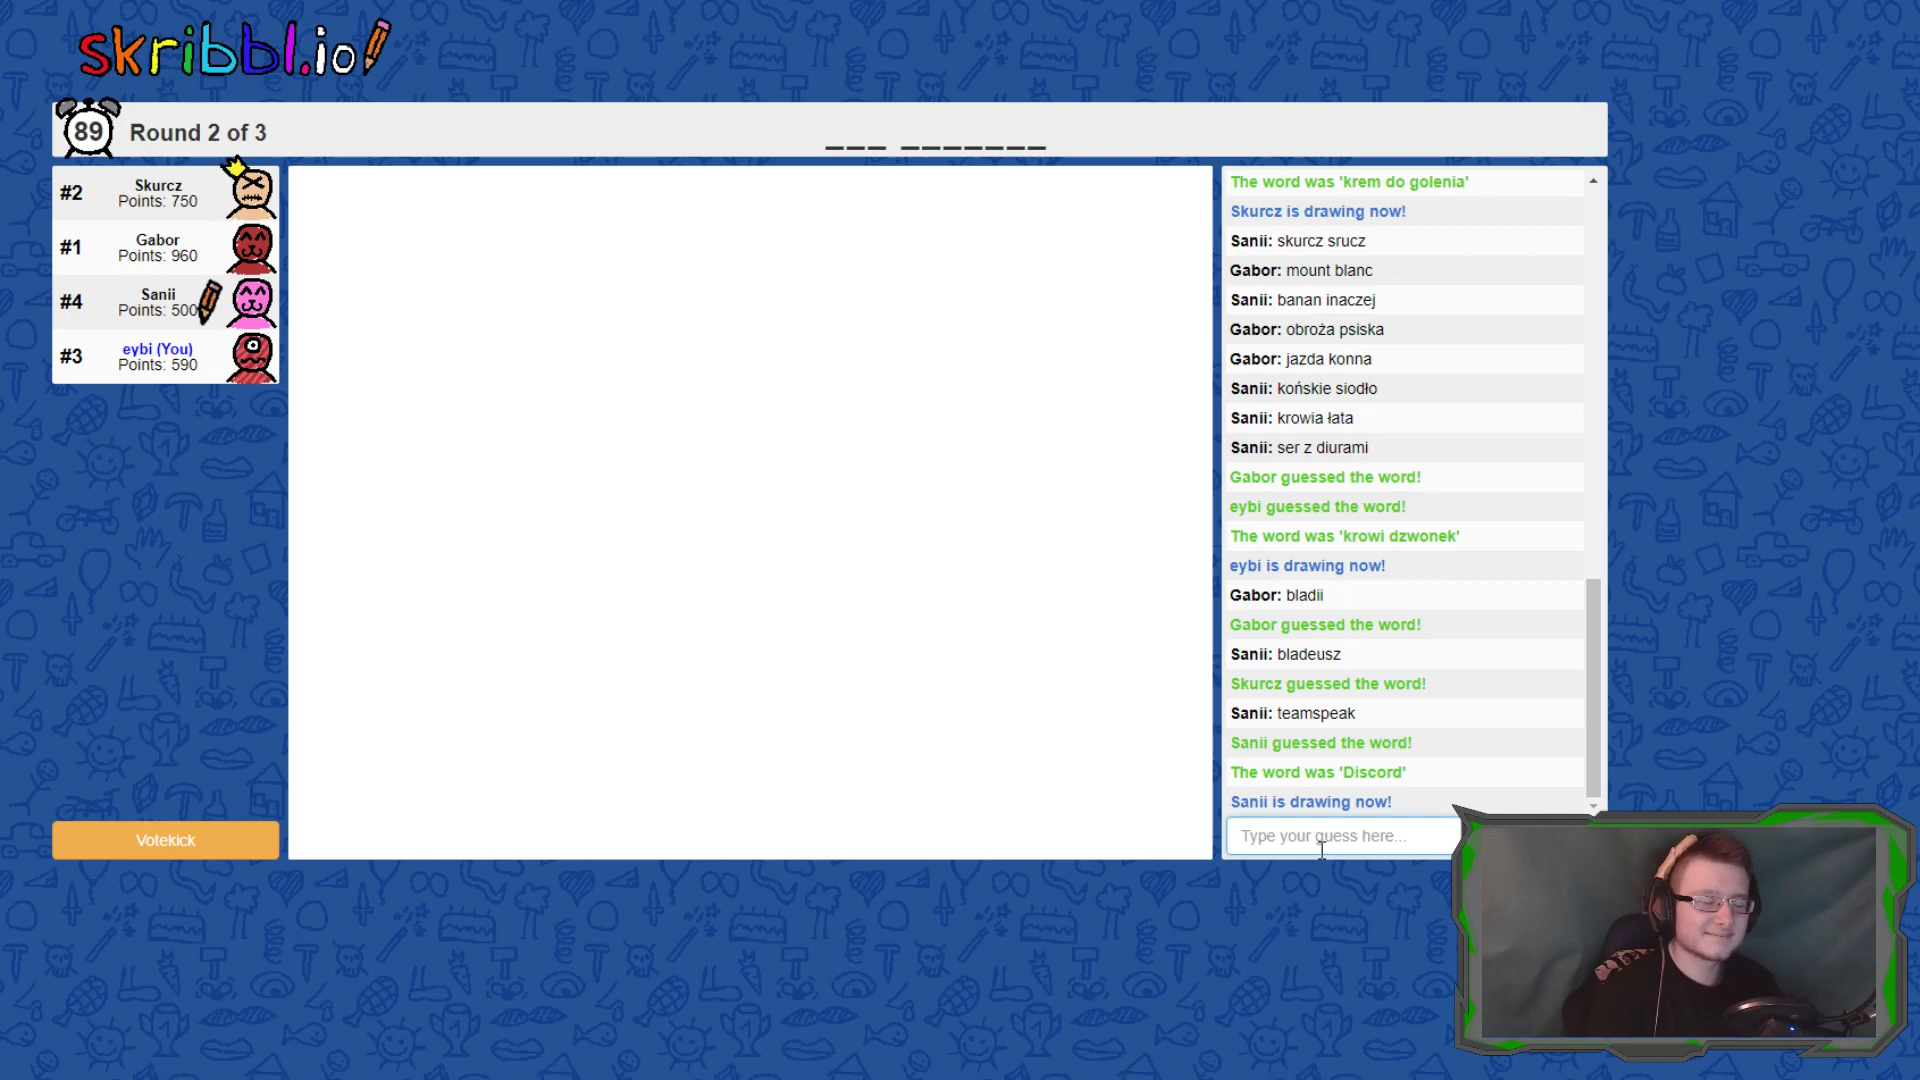 skribbl.io
89
Round 2 of 3
___ _______
#2
Skurcz
Points: 750
#1
Gabor
Points: 960
#4
Sanii
Points: 500
#3
eybi (You)
Points: 590
Votekick
The word was 'krem do golenia'
Skurcz is drawing now!
Sanii: skurcz srucz
Gabor: mount blanc
Sanii: banan inaczej
Gabor: obroża psiska
Gabor: jazda konna
Sanii: końskie siodło
Sanii: krowia łata
Sanii: ser z diurami
Gabor guessed the word!
eybi guessed the word!
The word was 'krowi dzwonek'
eybi is drawing now!
Gabor: bladii
Gabor guessed the word!
Sanii: bladeusz
Skurcz guessed the word!
Sanii: teamspeak
Sanii guessed the word!
The word was 'Discord'
Sanii is drawing now!
Type your guess here...